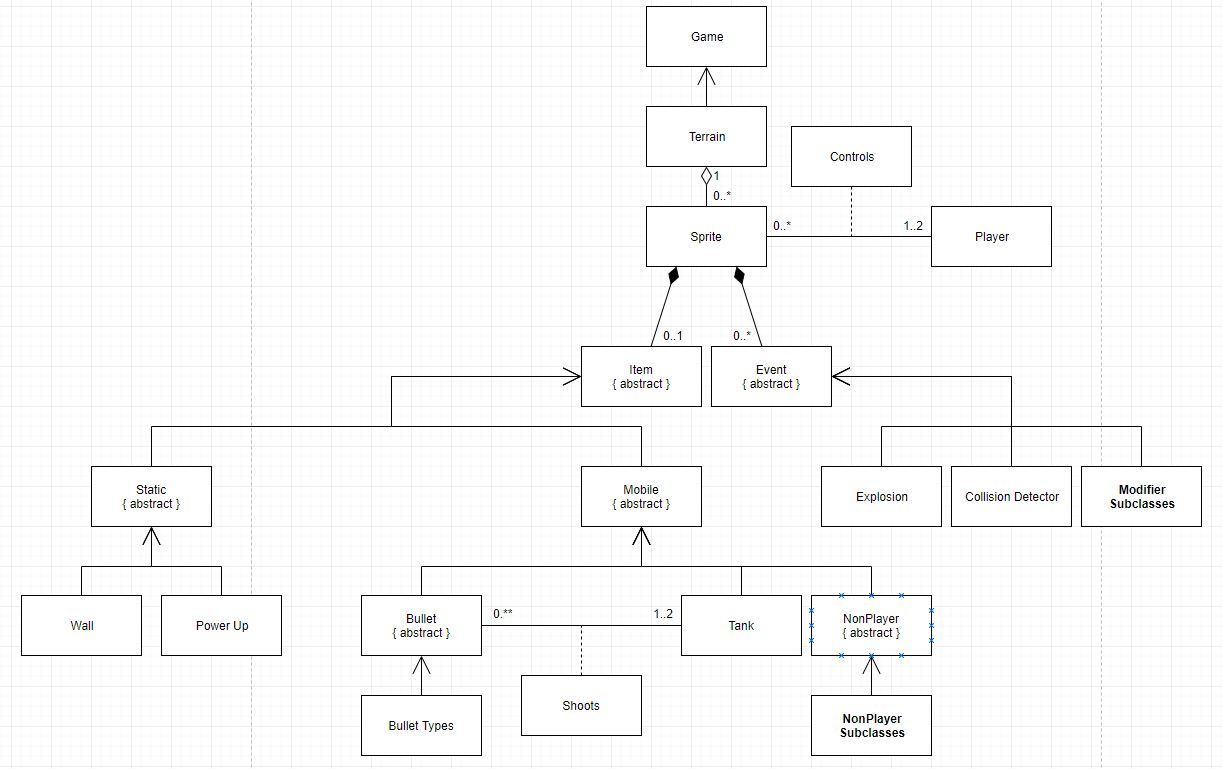 Game
Terrain
Controls
1
0..*
Sprite
0..*
1..2
Player
0..1
0..*
Item
{ abstract }
Event
{ abstract }
Static
{ abstract }
Mobile
{ abstract }
Explosion
Collision Detector
Modifier
Subclasses
Wall
Power Up
Bullet
{ abstract }
0.**
1..2
Tank
NonPlayer
{ abstract }
Bullet Types
Shoots
NonPlayer
Subclasses